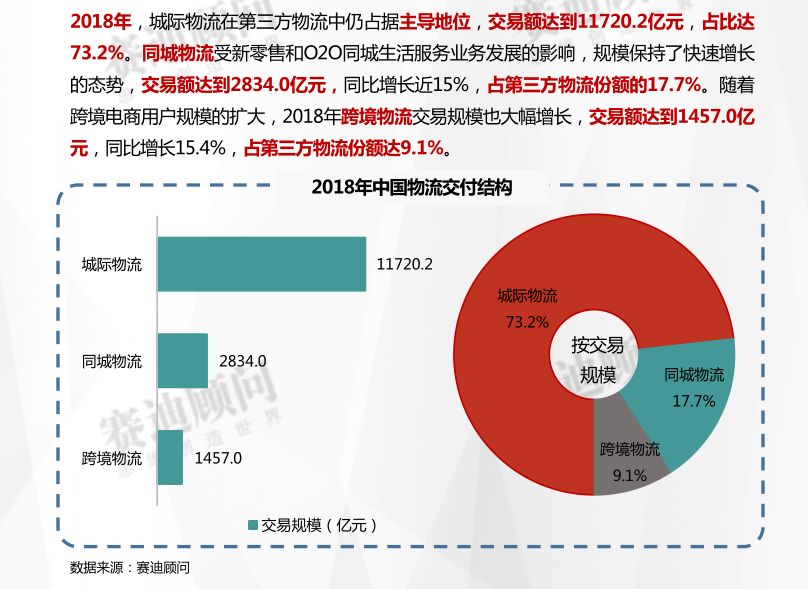 2018年，城际物流在第三方物流中仍占据主导地位，交易额达到11720.2亿元，占比达
73.2%。同城物流受新零售和O2O同城生活服务业务发展的影响，规模保持了快速增长
的态势，交易额达到2834.0亿元，同比增长近15%，占第三方物流份额的17.7%。随着
跨境电商用户规模的扩大，2018年跨境物流交易规模也大幅增长，交易额达到1457.0亿
元，同比增长15.4%，占第三方物流份额达9.1%。
2018年中国物流交付结构
城际物流
11720.2
同城物流
2834.0
跨境物流
1457.0
交易规模（亿元）
城际物流
73.2%
按交易
规模
同城物流
17.7%
跨境物流
9.1%
赛迪顾问
数据来源：赛迪顾问